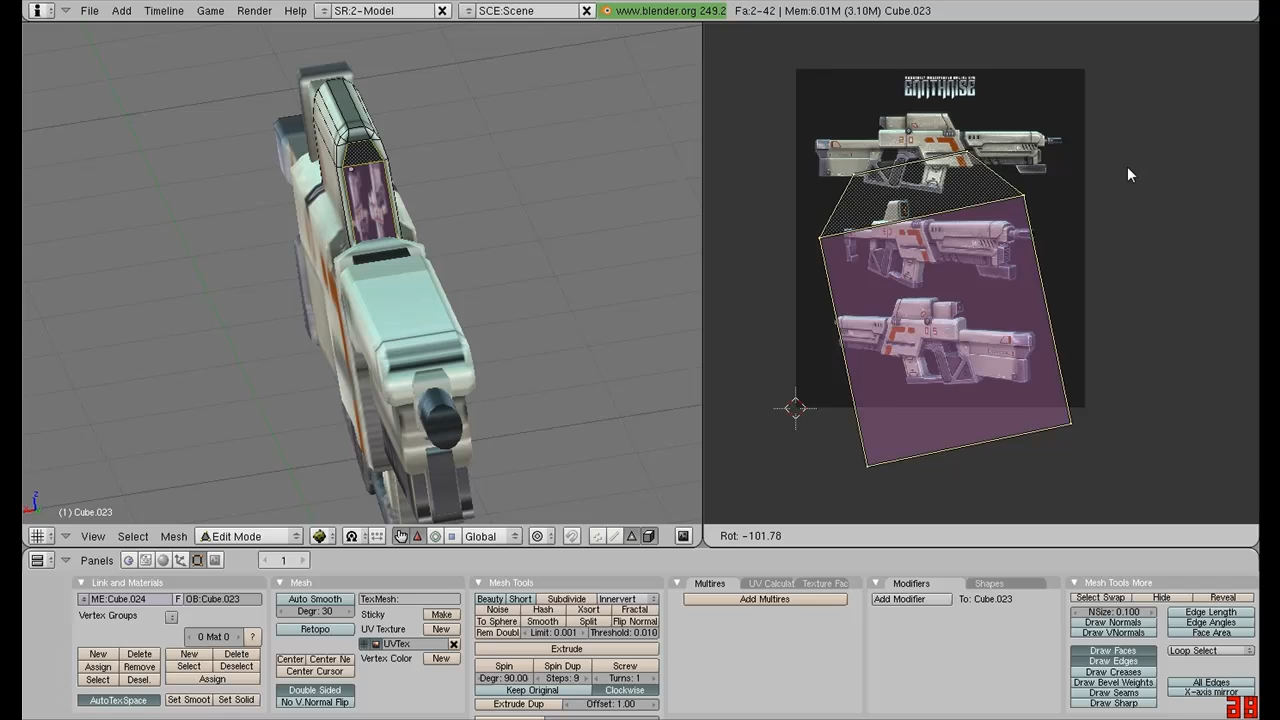 File Add Timeline Game Render Help SR:2-Model SCE:Scene www.blender.org 249.2 Fa:2-42 | Mem:6.01M (3.10M) Cube.023
EARTHRISE
(1) Cube.023
View Select Mesh Edit Mode Global Rot: -101.78
Panels 1
Link and Materials Mesh Mesh Tools Multires UV Calculat Texture Fac Modifiers Shapes Mesh Tools More
ME:Cube.024 F OB:Cube.023 Auto Smooth TexMesh: Beauty Short Subdivide Innervert Add Multires Add Modifier To: Cube.023 Select Swap Hide Reveal
Vertex Groups Degr: 30 Sticky Make Noise Hash Xsort Fractal NSize: 0.100 Edge Length
Retopo UV Texture New To Sphere Smooth Split Flip Normal Draw Normals Edge Angles
0 Mat 0 ? UVTex Rem Doubl Limit: 0.001 Threshold: 0.010 Draw VNormals Face Area
New Delete New Delete Center Center Ne Vertex Color New Extrude Draw Faces Loop Select
Assign Remove Select Deselect Center Cursor Spin Spin Dup Screw Draw Edges
Select Desel. Assign Degr: 90.00 Steps: 9 Turns: 1 Draw Creases
Double Sided Keep Original Clockwise Draw Bevel Weights All Edges
AutoTexSpace Set Smoot Set Solid No V.Normal Flip Extrude Dup Offset: 1.00 Draw Seams X-axis mirror
Draw Sharp